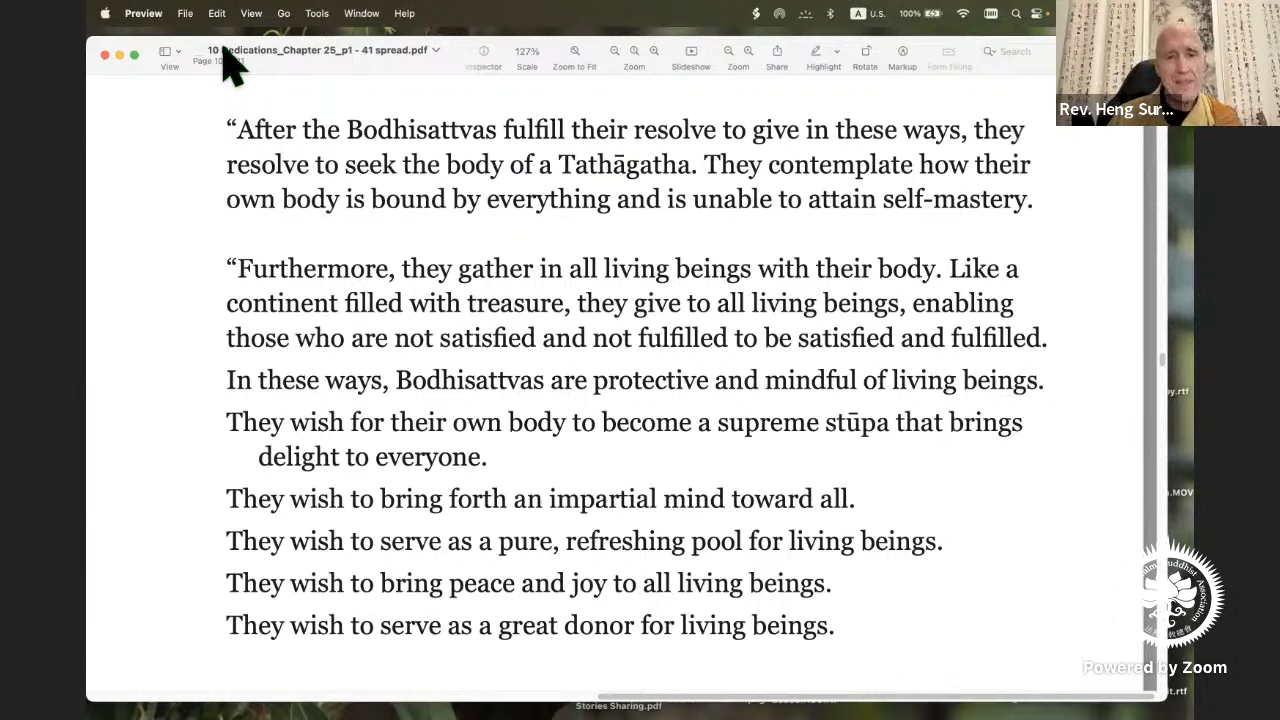 Preview File Edit View Go Tools Window Help
A U.S. 100%
View
Inspector
127%
Scale
Zoom to Fit
Zoom
Slideshow
Zoom
Share
Highlight
Rotate
Markup
Form Filling
Search
Rev. Heng Sur...
“After the Bodhisattvas fulfill their resolve to give in these ways, they
resolve to seek the body of a Tathāgatha. They contemplate how their
own body is bound by everything and is unable to attain self-mastery.
“Furthermore, they gather in all living beings with their body. Like a
continent filled with treasure, they give to all living beings, enabling
those who are not satisfied and not fulfilled to be satisfied and fulfilled.
In these ways, Bodhisattvas are protective and mindful of living beings.
They wish for their own body to become a supreme stūpa that brings
delight to everyone.
They wish to bring forth an impartial mind toward all.
They wish to serve as a pure, refreshing pool for living beings.
They wish to bring peace and joy to all living beings.
They wish to serve as a great donor for living beings.
Buddhist Association
Powered by Zoom
Stories Sharing.pdf